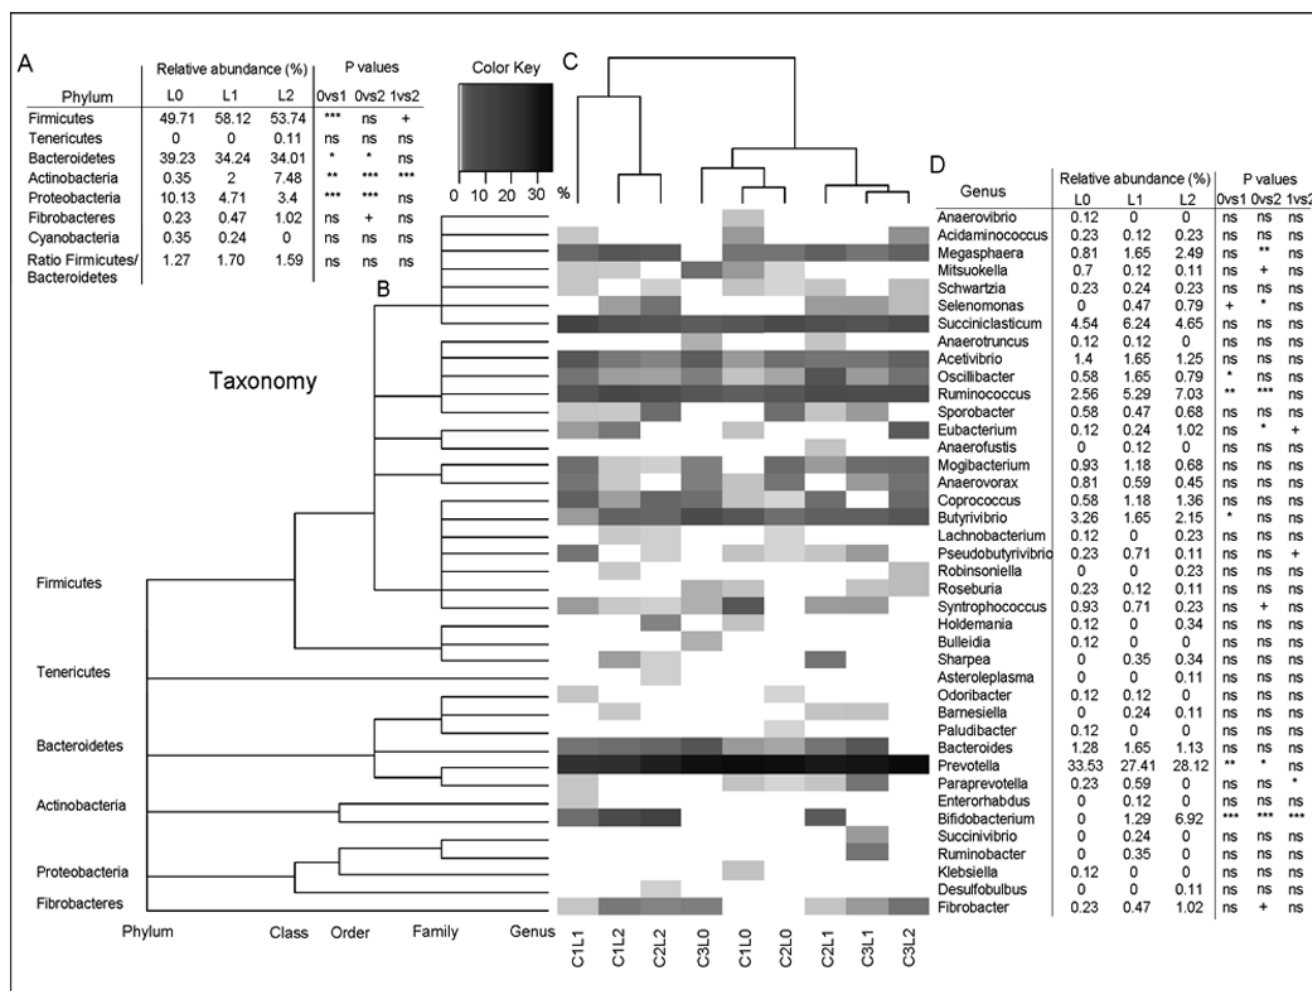 A
Relative abundance (%) P values
Phylum L0 L1 L2 0vs1 0vs2 1vs2
Firmicutes 49.71 58.12 53.74 *** ns +
Tenericutes 0 0 0.11 ns ns ns
Bacteroidetes 39.23 34.24 34.01 * * ns
Actinobacteria 0.35 2 7.48 ** *** ***
Proteobacteria 10.13 4.71 3.4 *** *** ns
Fibrobacteres 0.23 0.47 1.02 ns + ns
Cyanobacteria 0.35 0.24 0 ns ns ns
Ratio Firmicutes/ 1.27 1.70 1.59 ns ns ns
Bacteroidetes
Color Key
0 10 20 30 %
B
Taxonomy
Firmicutes
Tenericutes
Bacteroidetes
Actinobacteria
Proteobacteria
Fibrobacteres
Phylum Class Order Family Genus
C
C1L1 C1L2 C2L2 C3L0 C1L0 C2L0 C2L1 C3L1 C3L2
D
Relative abundance (%) P values
Genus L0 L1 L2 0vs1 0vs2 1vs2
Anaerovibrio 0.12 0 0 ns ns ns
Acidaminococcus 0.23 0.12 0.23 ns ns ns
Megasphaera 0.81 1.65 2.49 ns ** ns
Mitsuokella 0.7 0.12 0.11 ns + ns
Schwartzia 0.23 0.24 0.23 ns ns ns
Selenomonas 0 0.47 0.79 + * ns
Succiniclasticum 4.54 6.24 4.65 ns ns ns
Anaerotruncus 0.12 0.12 0 ns ns ns
Acetivibrio 1.4 1.65 1.25 ns ns ns
Oscillibacter 0.58 1.65 0.79 * ns ns
Ruminococcus 2.56 5.29 7.03 ** *** ns
Sporobacter 0.58 0.47 0.68 ns ns ns
Eubacterium 0.12 0.24 1.02 ns * +
Anaerofustis 0 0.12 0 ns ns ns
Mogibacterium 0.93 1.18 0.68 ns ns ns
Anaerovorax 0.81 0.59 0.45 ns ns ns
Coprococcus 0.58 1.18 1.36 ns ns ns
Butyrivibrio 3.26 1.65 2.15 * ns ns
Lachnobacterium 0.12 0 0.23 ns ns ns
Pseudobutyrivibrio 0.23 0.71 0.11 ns ns +
Robinsoniella 0 0 0.23 ns ns ns
Roseburia 0.23 0.12 0.11 ns ns ns
Syntrophococcus 0.93 0.71 0.23 ns + ns
Holdemania 0.12 0 0.34 ns ns ns
Bulleidia 0.12 0 0 ns ns ns
Sharpea 0 0.35 0.34 ns ns ns
Asteroleplasma 0 0 0.11 ns ns ns
Odoribacter 0.12 0.12 0 ns ns ns
Barnesiella 0 0.24 0.11 ns ns ns
Paludibacter 0.12 0 0 ns ns ns
Bacteroides 1.28 1.65 1.13 ns ns ns
Prevotella 33.53 27.41 28.12 ** * ns
Paraprevotella 0.23 0.59 0 ns ns *
Enterorhabdus 0 0.12 0 ns ns ns
Bifidobacterium 0 1.29 6.92 *** *** ***
Succinivibrio 0 0.24 0 ns ns ns
Ruminobacter 0 0.35 0 ns ns ns
Klebsiella 0.12 0 0 ns ns ns
Desulfobulbus 0 0 0.11 ns ns ns
Fibrobacter 0.23 0.47 1.02 ns + ns